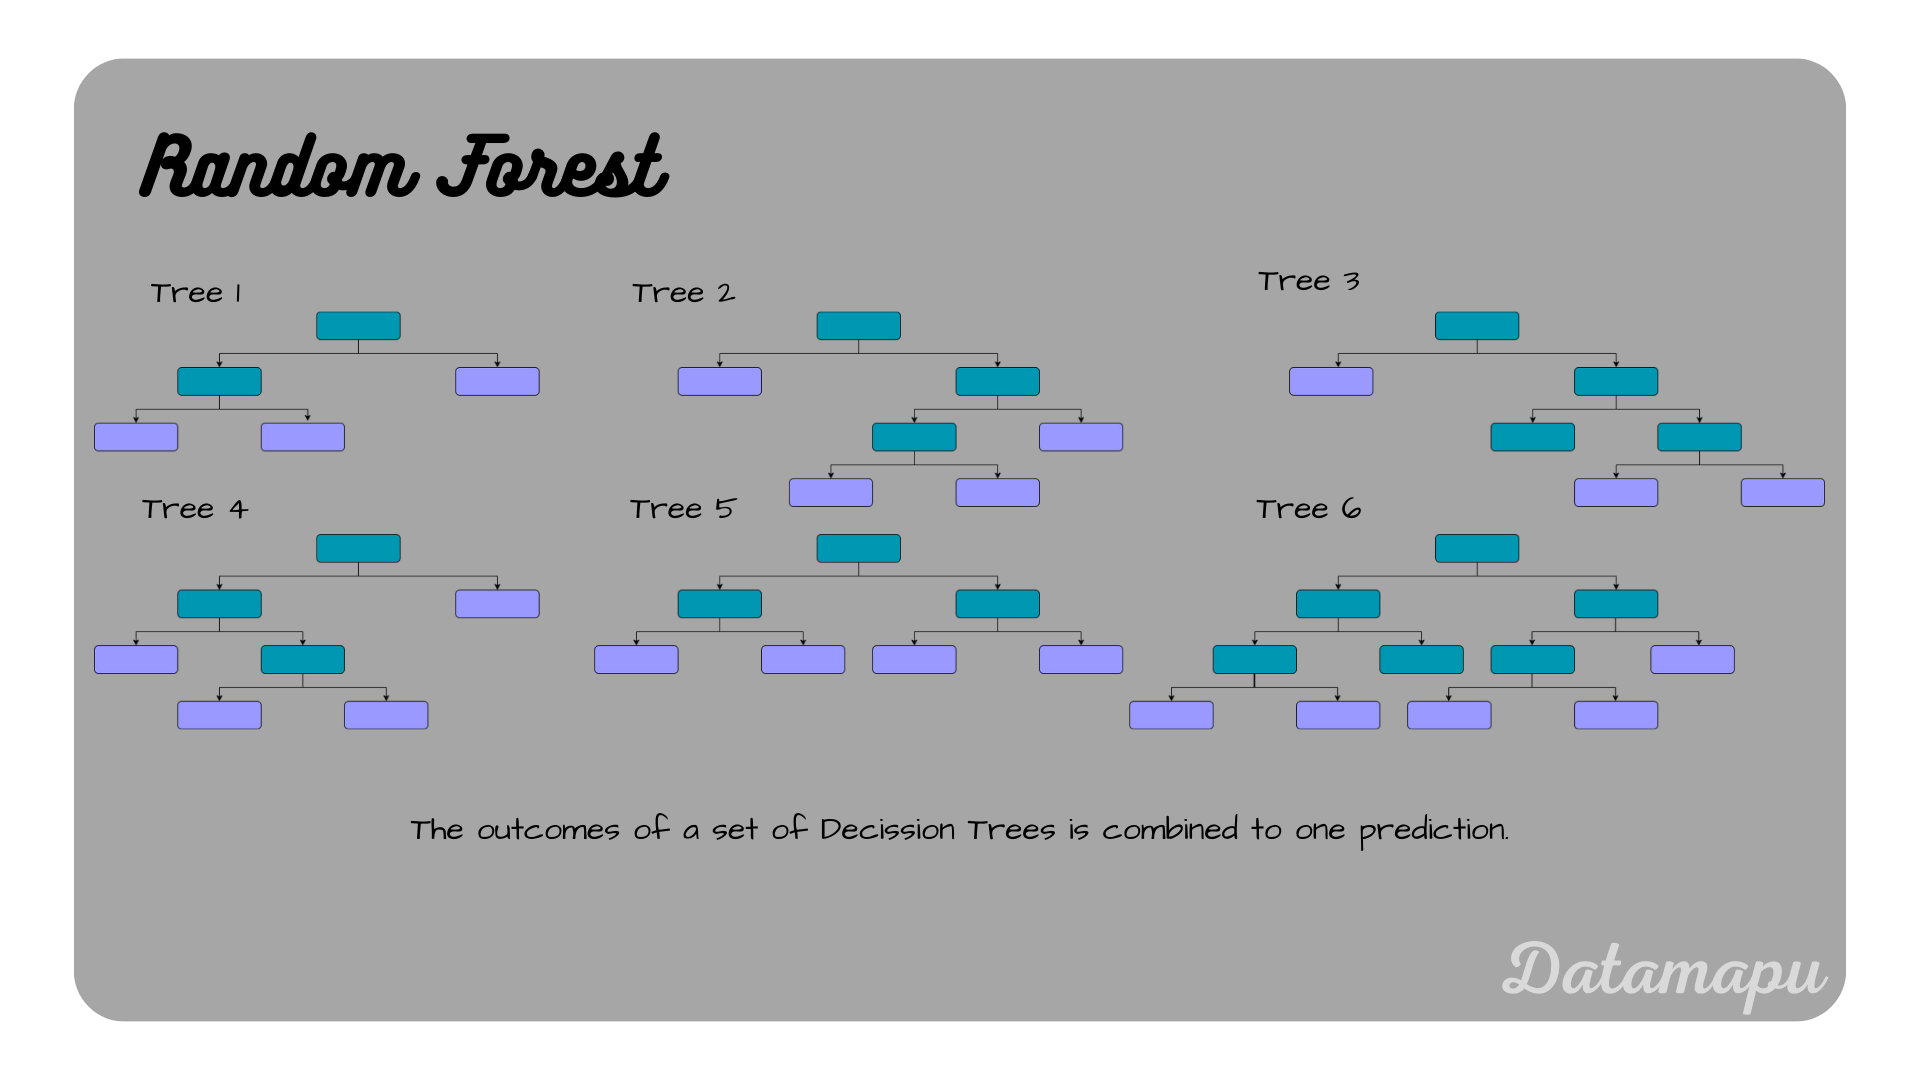 Random Forest
Tree 1
Tree 2
Tree 3
Tree 4
Tree 5
Tree 6
The outcomes of a set of Decission Trees is combined to one prediction.
Datamapu